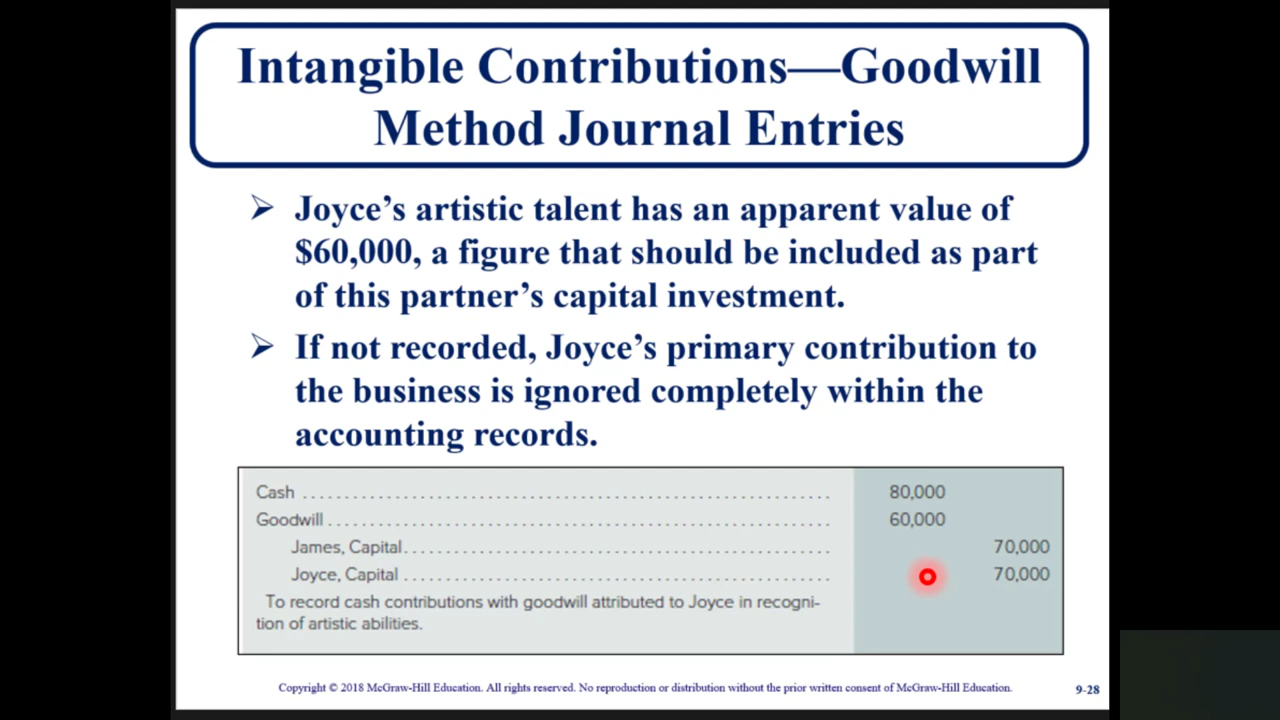 Intangible Contributions—Goodwill
Method Journal Entries
➢ Joyce’s artistic talent has an apparent value of
$60,000, a figure that should be included as part
of this partner’s capital investment.
➢ If not recorded, Joyce’s primary contribution to
the business is ignored completely within the
accounting records.
Cash ................................................................ 80,000
Goodwill ............................................................. 60,000
James, Capital .................................................... 70,000
Joyce, Capital .................................................... 70,000
To record cash contributions with goodwill attributed to Joyce in recogni-
tion of artistic abilities.
Copyright © 2018 McGraw-Hill Education. All rights reserved. No reproduction or distribution without the prior written consent of McGraw-Hill Education.
9-28